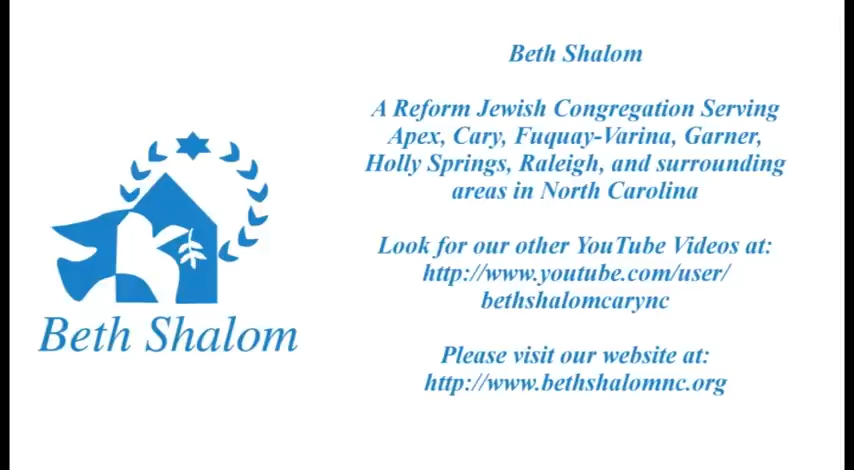 Beth Shalom
A Reform Jewish Congregation Serving
Apex, Cary, Fuquay-Varina, Garner,
Holly Springs, Raleigh, and surrounding
areas in North Carolina
Look for our other YouTube Videos at:
http://www.youtube.com/user/
bethshalomcarync
Please visit our website at:
http://www.bethshalomnc.org
Beth Shalom